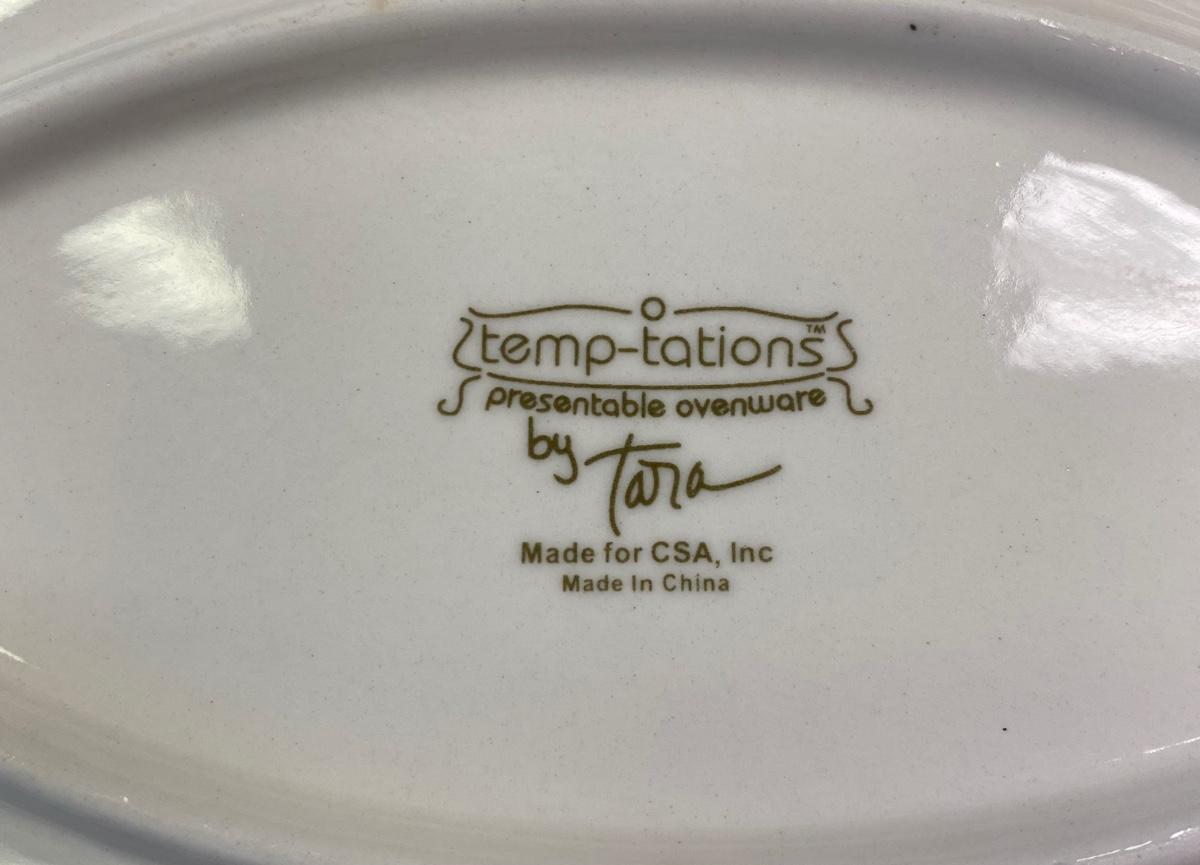 temp-tations™
presentable ovenware
by Tara
Made for CSA, Inc
Made In China